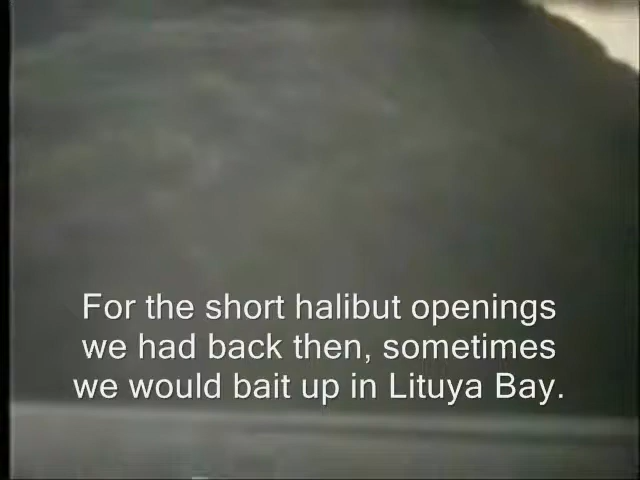 For the short halibut openings
we had back then, sometimes
we would bait up in Lituya Bay.